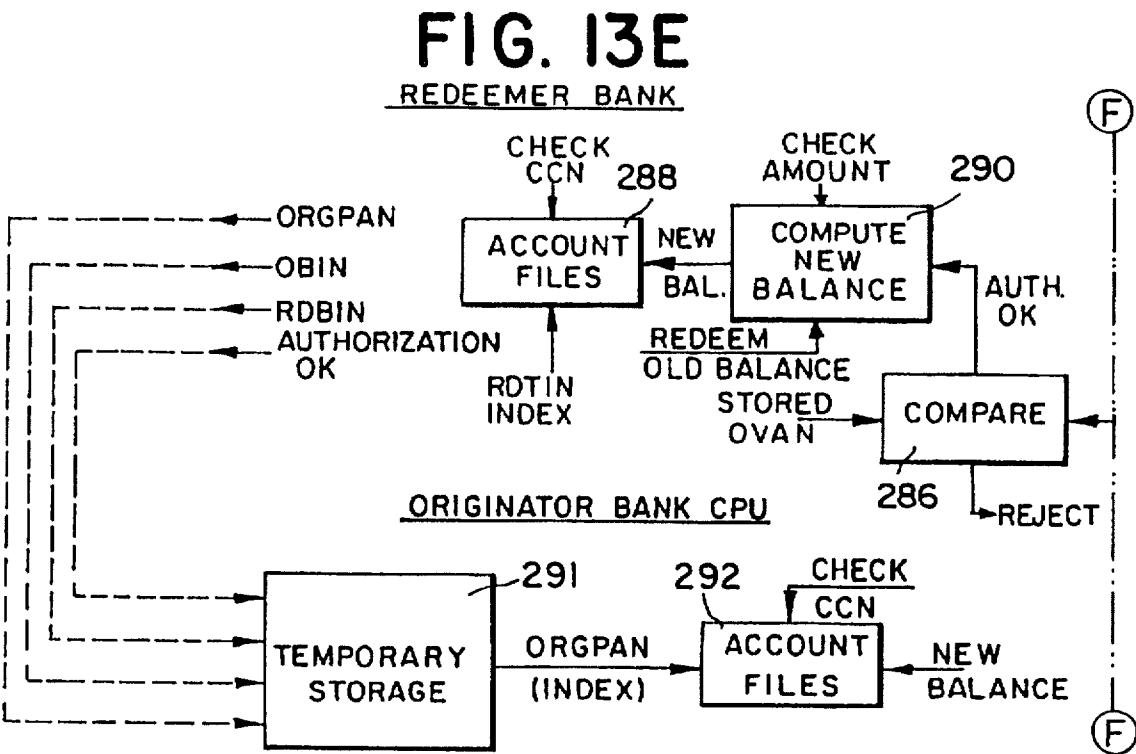 FIG. 13E
REDEEMER BANK
F
CHECK
CCN
288
CHECK
AMOUNT
290
ORGPAN
OBIN
RDBIN
AUTHORIZATION
OK
ACCOUNT
FILES
NEW
BAL.
COMPUTE
NEW
BALANCE
AUTH.
OK
RDTIN
INDEX
REDEEM
OLD BALANCE
STORED
OVAN
COMPARE
286
REJECT
ORIGINATOR BANK CPU
291
TEMPORARY
STORAGE
ORGPAN
(INDEX)
292
CHECK
CCN
ACCOUNT
FILES
NEW
BALANCE
F